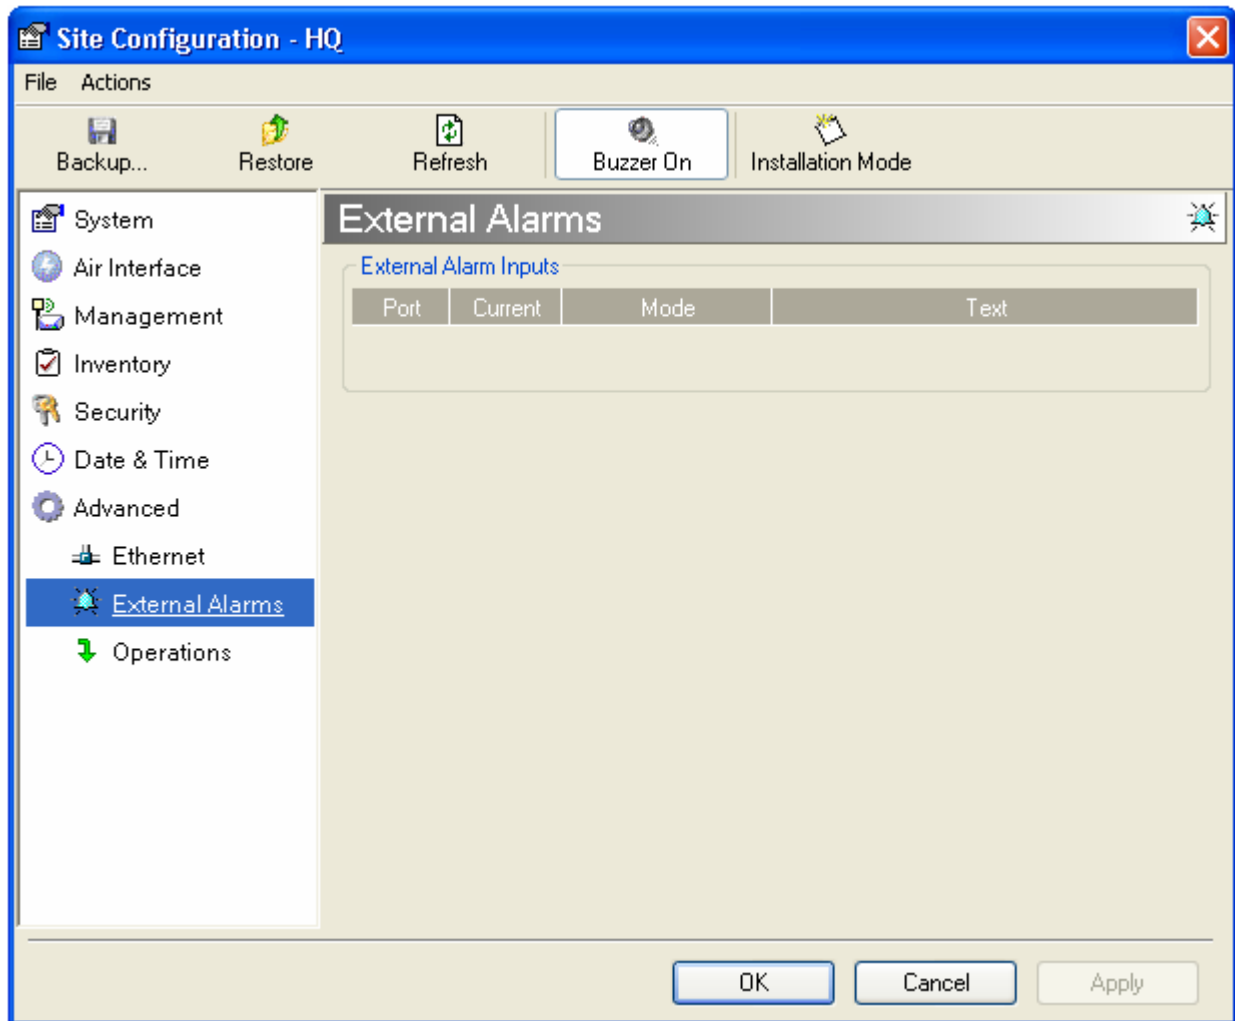 Site Configuration - HQ
File Actions
Backup... Restore Refresh Buzzer On Installation Mode
System
Air Interface
Management
Inventory
Security
Date & Time
Advanced
Ethernet
External Alarms
Operations
External Alarms
External Alarm Inputs
Port Current Mode Text
OK Cancel Apply